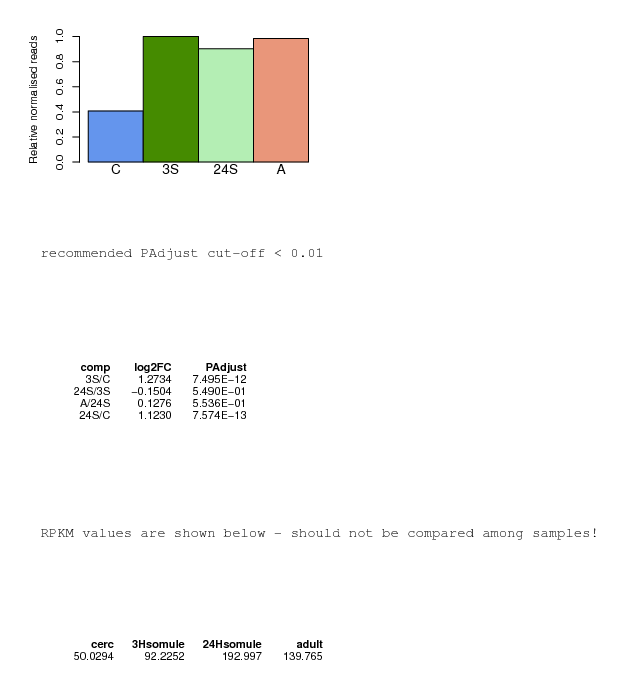 Relative normalised reads
1.0
0.8
0.6
0.4
0.2
0.0
C 3S 24S A
recommended PAdjust cut-off < 0.01
comp log2FC PAdjust
3S/C 1.2734 7.495E−12
24S/3S −0.1504 5.490E−01
A/24S 0.1276 5.536E−01
24S/C 1.1230 7.574E−13
RPKM values are shown below - should not be compared among samples!
cerc 3Hsomule 24Hsomule adult
50.0294 92.2252 192.997 139.765